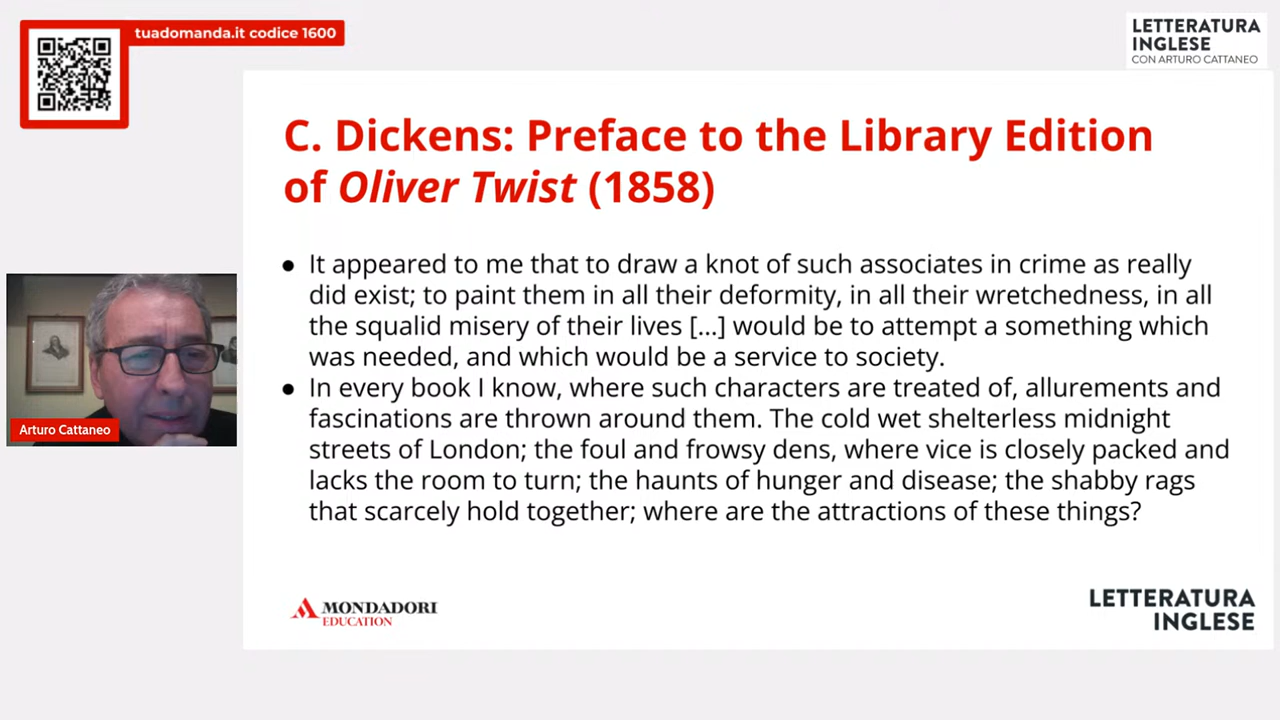 tuadomanda.it codice 1600
LETTERATURA
INGLESE
CON ARTURO CATTANEO
C. Dickens: Preface to the Library Edition
of Oliver Twist (1858)
● It appeared to me that to draw a knot of such associates in crime as really
did exist; to paint them in all their deformity, in all their wretchedness, in all
the squalid misery of their lives [...] would be to attempt a something which
was needed, and which would be a service to society.
● In every book I know, where such characters are treated of, allurements and
fascinations are thrown around them. The cold wet shelterless midnight
streets of London; the foul and frowsy dens, where vice is closely packed and
lacks the room to turn; the haunts of hunger and disease; the shabby rags
that scarcely hold together; where are the attractions of these things?
Arturo Cattaneo
MONDADORI
EDUCATION
LETTERATURA
INGLESE